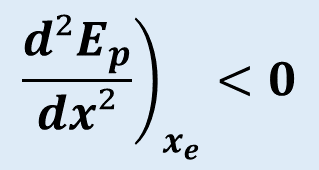 d²Eₚ/dx²)ₓₑ < 0